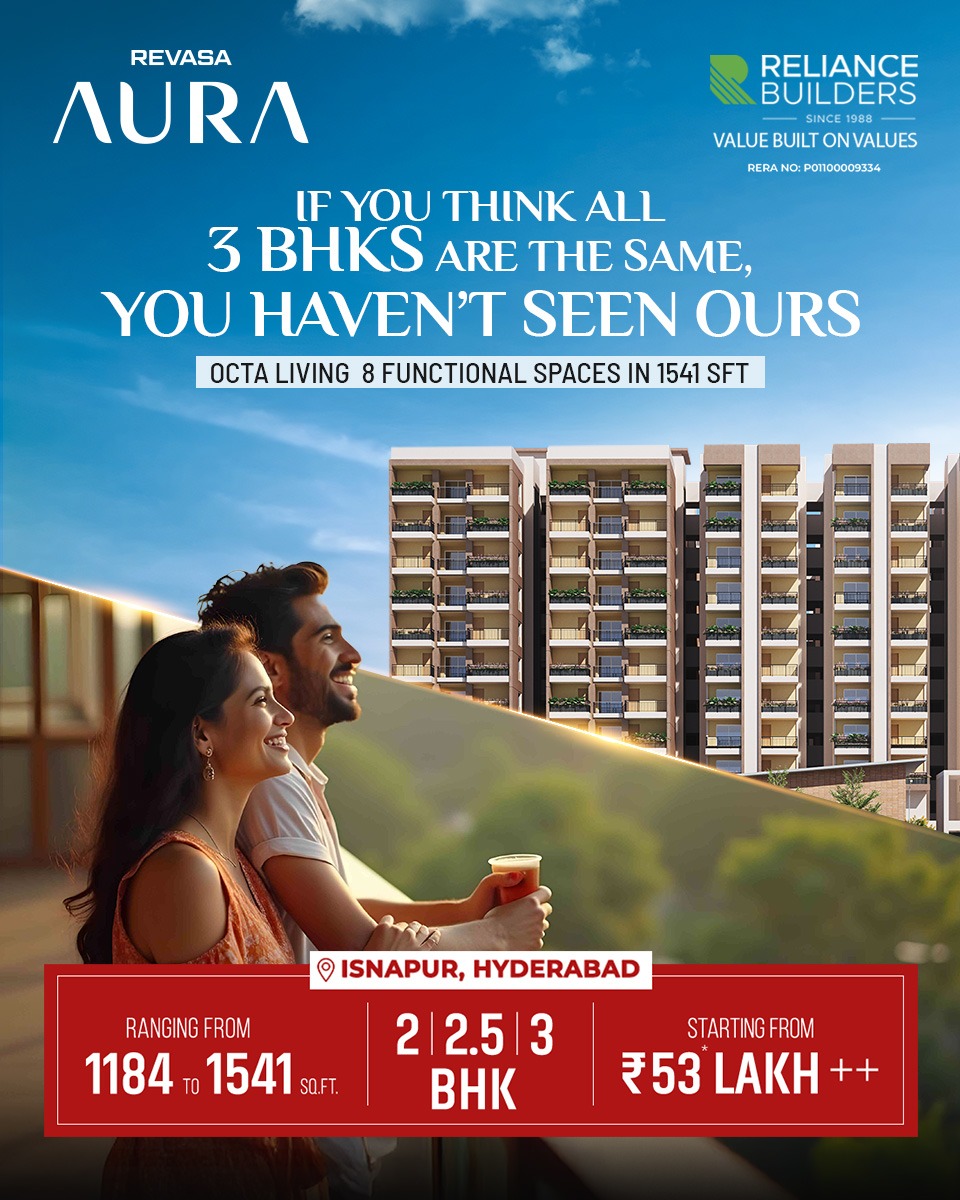 REVASA
AURA
RELIANCE
BUILDERS
SINCE 1988
VALUE BUILT ON VALUES
RERA NO: P01100009334
IF YOU THINK ALL
3 BHKS ARE THE SAME,
YOU HAVEN'T SEEN OURS
OCTA LIVING 8 FUNCTIONAL SPACES IN 1541 SFT
ISNAPUR, HYDERABAD
RANGING FROM
1184 TO 1541 SQ.FT.
2 | 2.5 | 3
BHK
STARTING FROM
₹53* LAKH ++